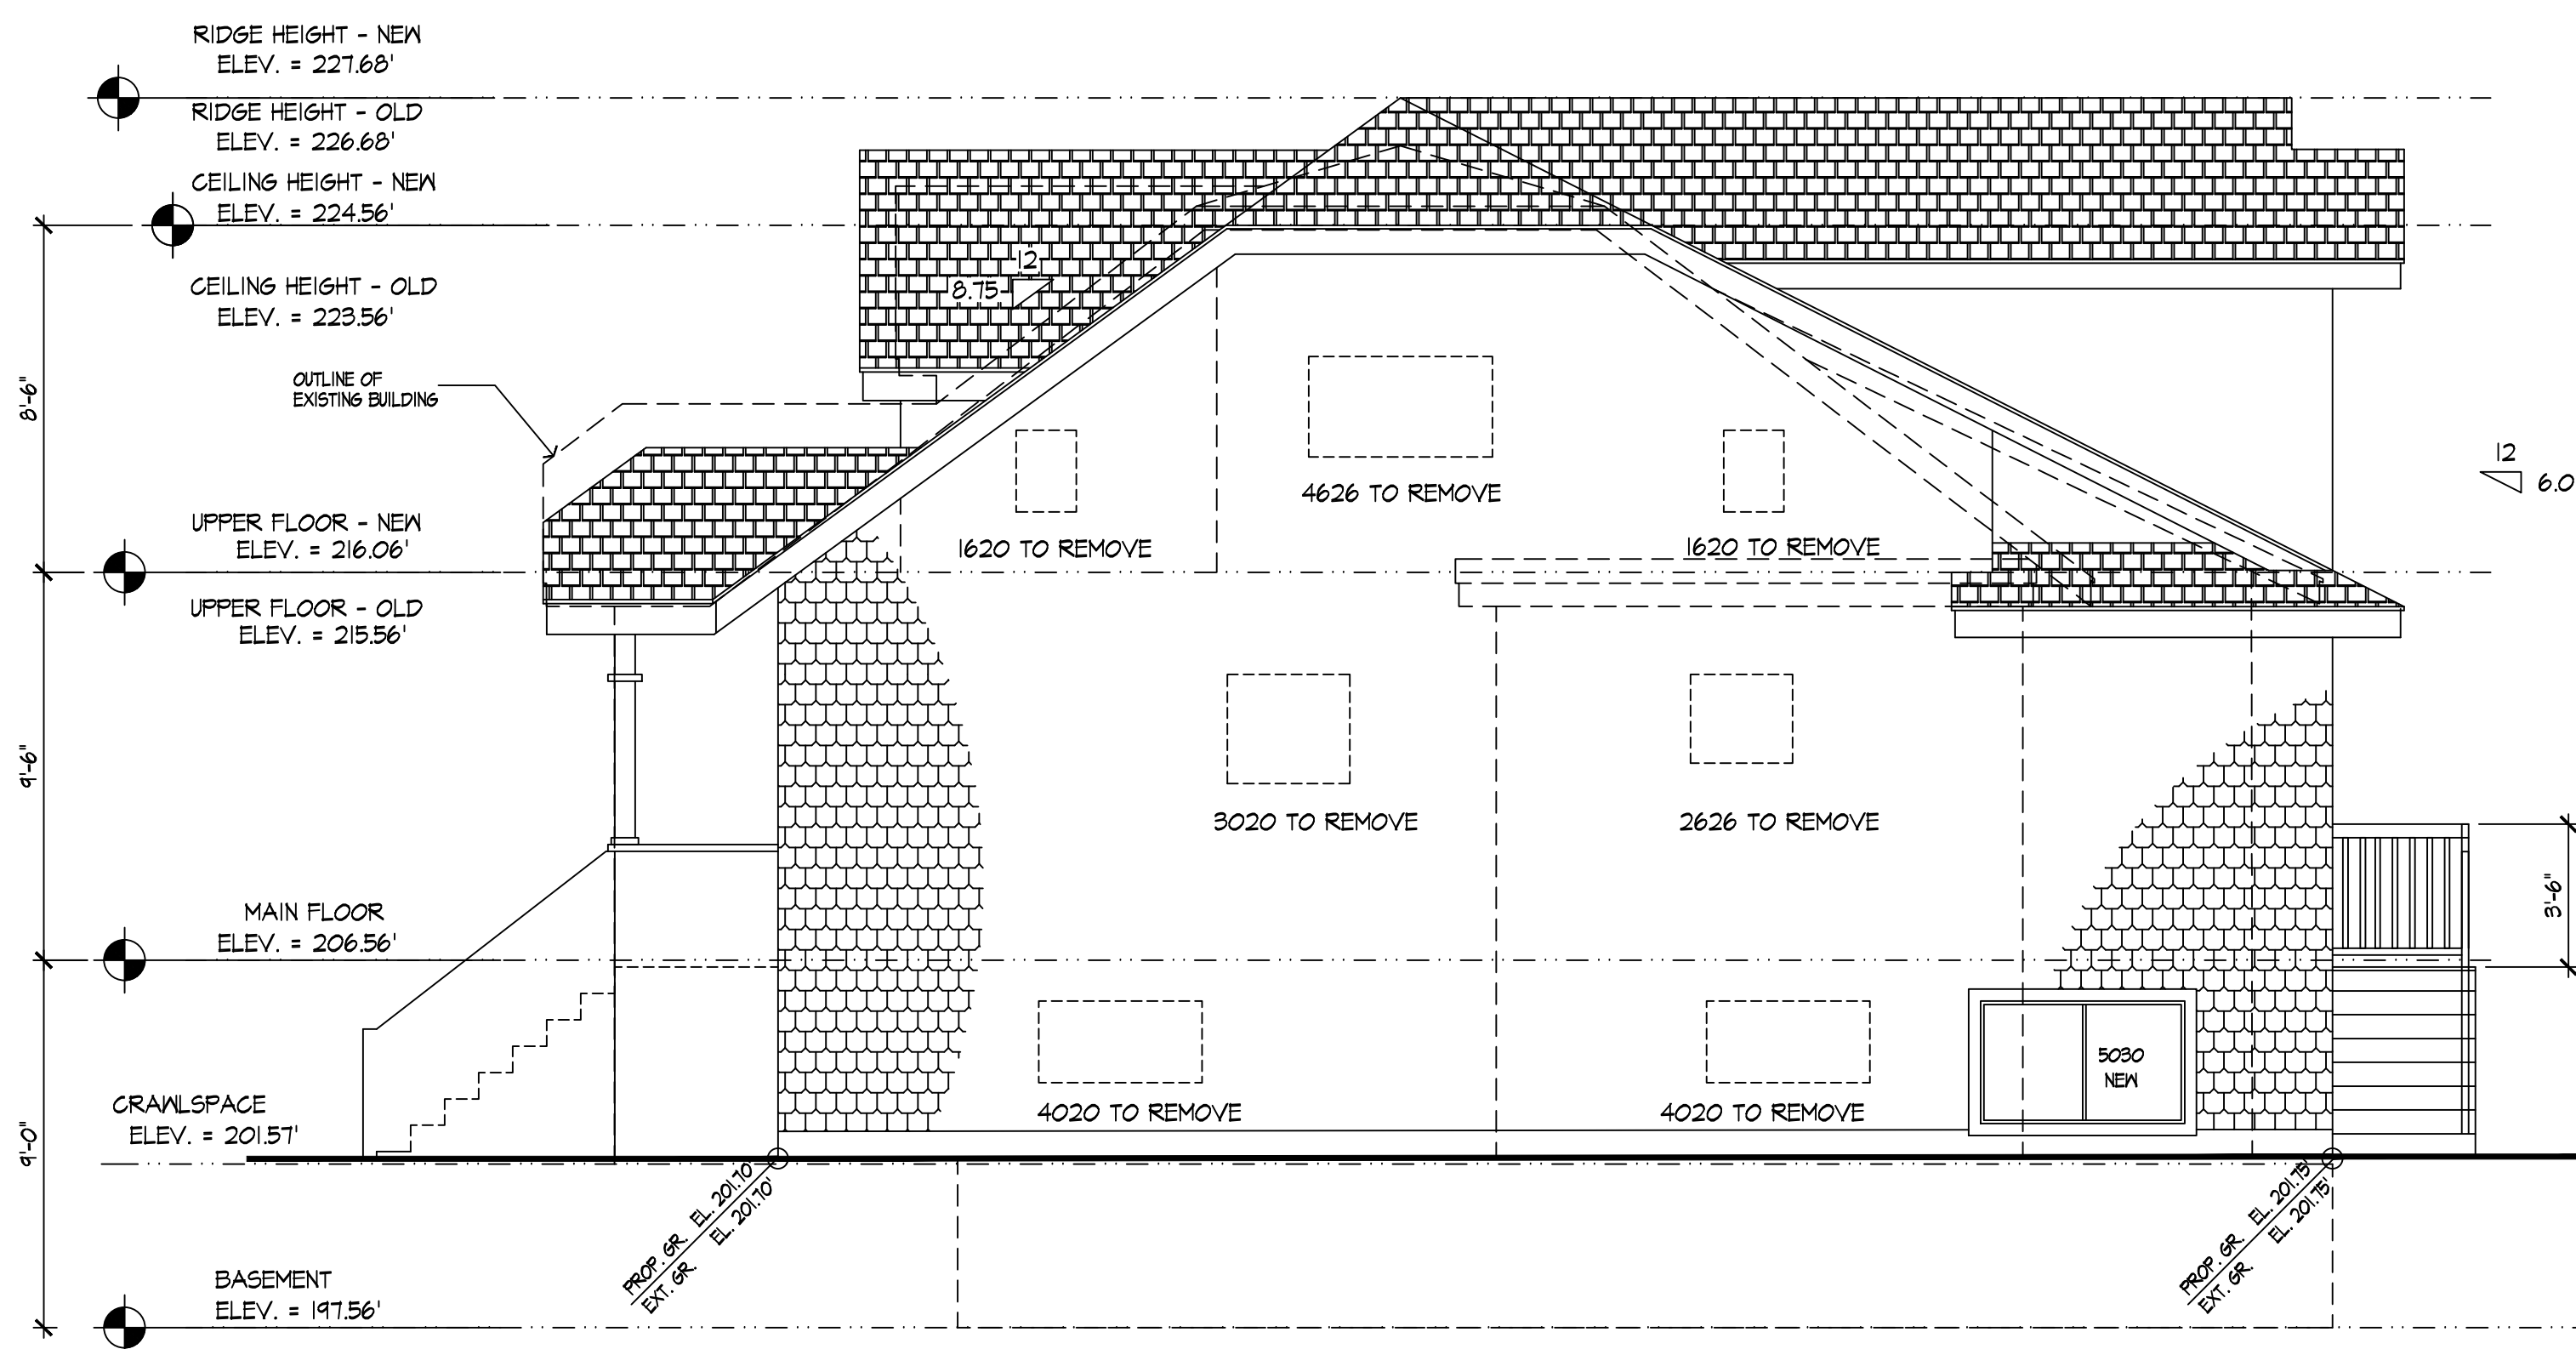 RIDGE HEIGHT - NEW
ELEV. = 227.68'
RIDGE HEIGHT - OLD
ELEV. = 226.68'
CEILING HEIGHT - NEW
ELEV. = 224.56'
12
8.75
CEILING HEIGHT - OLD
ELEV. = 223.56'
OUTLINE OF
EXISTING BUILDING
8'-6"
12
6.0
4626 TO REMOVE
1620 TO REMOVE
1620 TO REMOVE
UPPER FLOOR - NEW
ELEV. = 216.06'
UPPER FLOOR - OLD
ELEV. = 215.56'
9'-6"
3020 TO REMOVE
2626 TO REMOVE
3'-6"
MAIN FLOOR
ELEV. = 206.56'
5030
NEW
4020 TO REMOVE
4020 TO REMOVE
CRAWLSPACE
ELEV. = 201.57'
9'-0"
PROP. GR. EL. 201.70'
EXT. GR. EL. 201.70'
PROP. GR. EL. 201.75'
EXT. GR. EL. 201.75'
BASEMENT
ELEV. = 197.56'